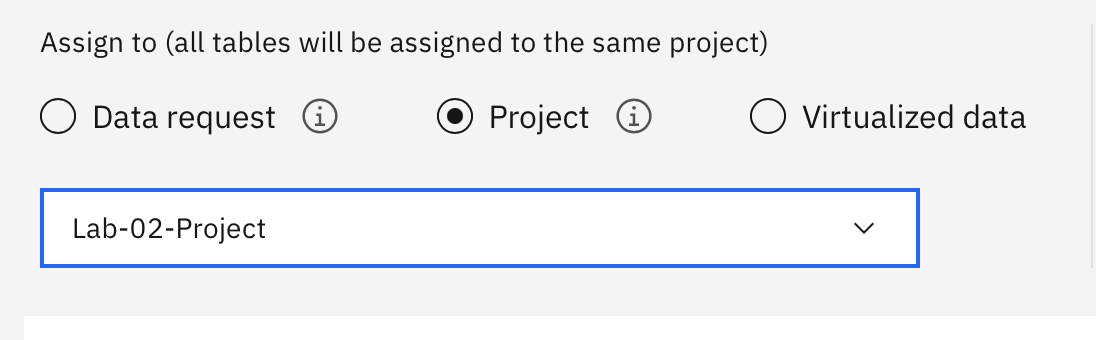 Assign to (all tables will be assigned to the same project)
Data request Project Virtualized data
Lab-02-Project